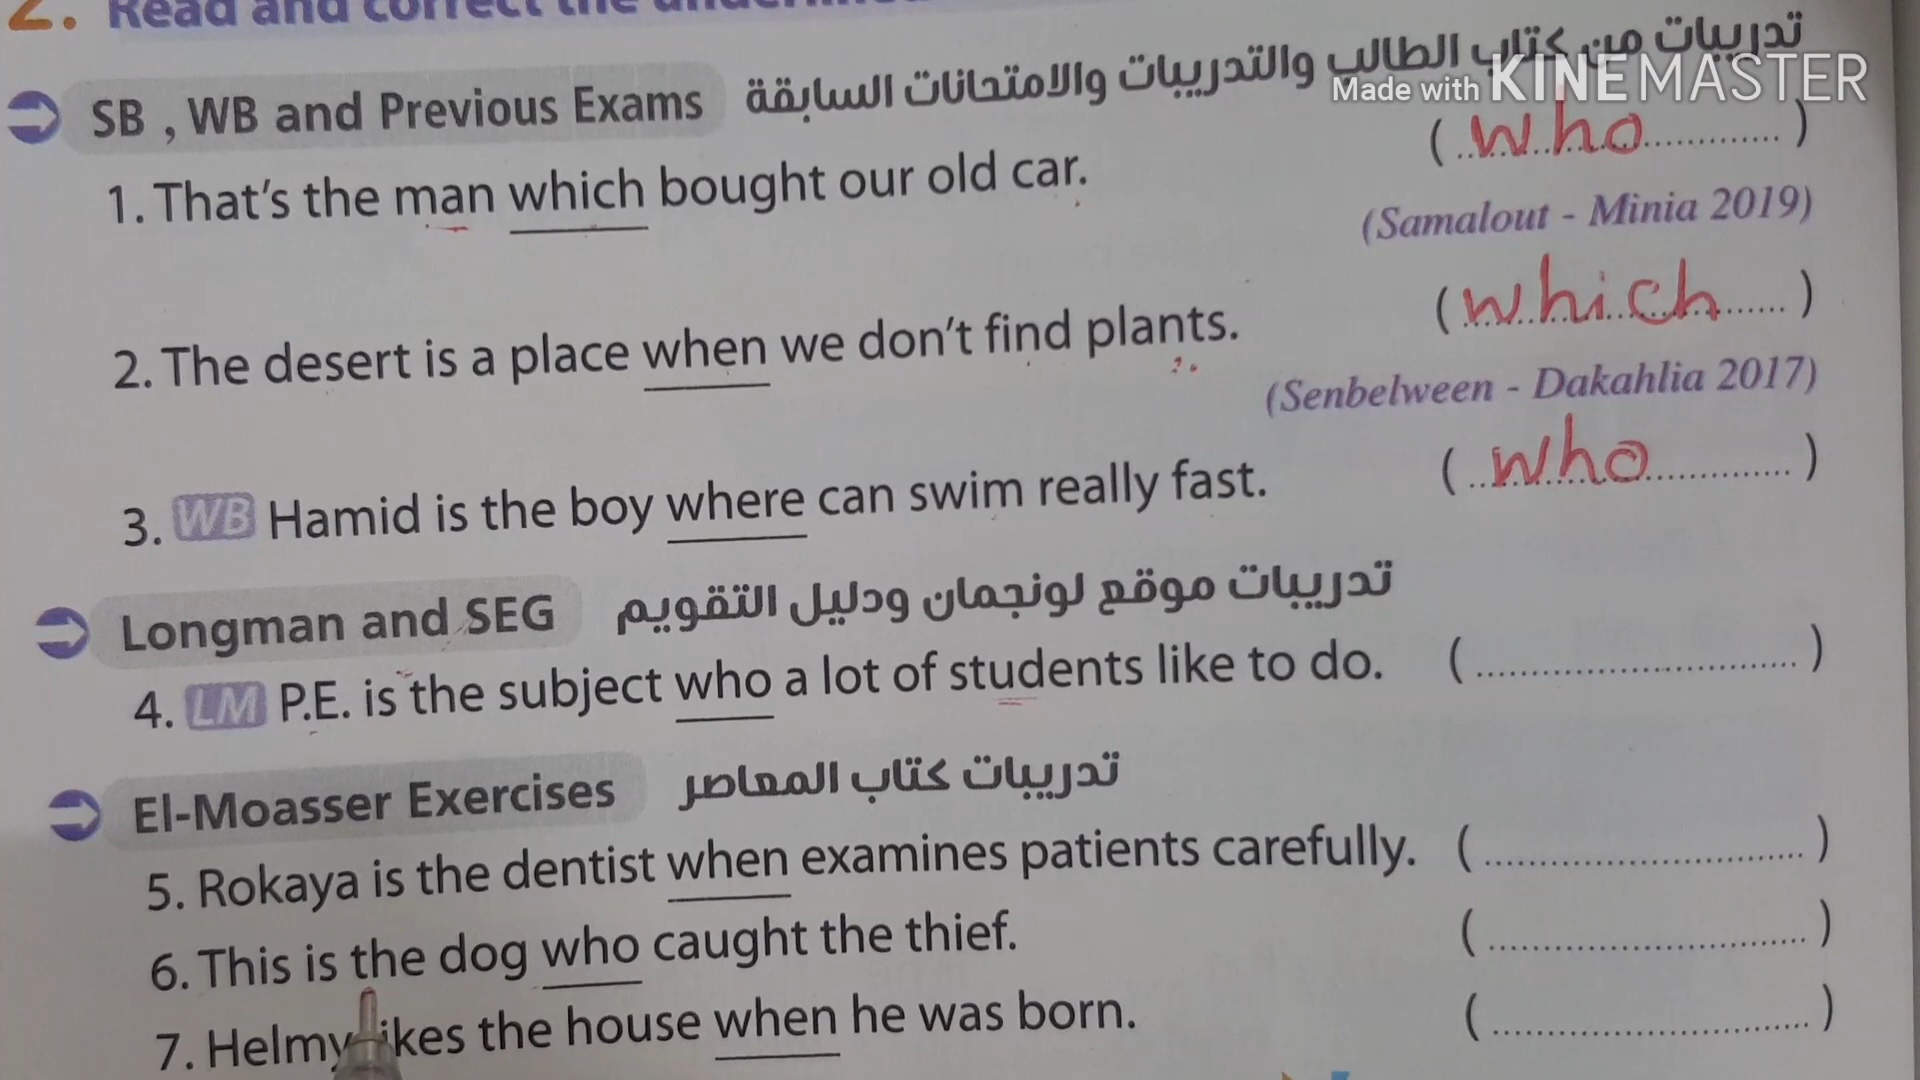 2. Read and correct the underlined
SB , WB and Previous Exams تدريبات من كتاب الطالب والتدريبات والامتحانات السابقة
Made with KINEMASTER
1. That's the man which bought our old car. (who)
(Samalout - Minia 2019)
2. The desert is a place when we don't find plants. (which)
(Senbelween - Dakahlia 2017)
3. WB Hamid is the boy where can swim really fast. (who)
Longman and SEG تدريبات موقع لونجمان ودليل التقويم
4. LM P.E. is the subject who a lot of students like to do. (..............................)
El-Moasser Exercises تدريبات كتاب المعاصر
5. Rokaya is the dentist when examines patients carefully. (..............................)
6. This is the dog who caught the thief. (..............................)
7. Helmy likes the house when he was born. (..............................)